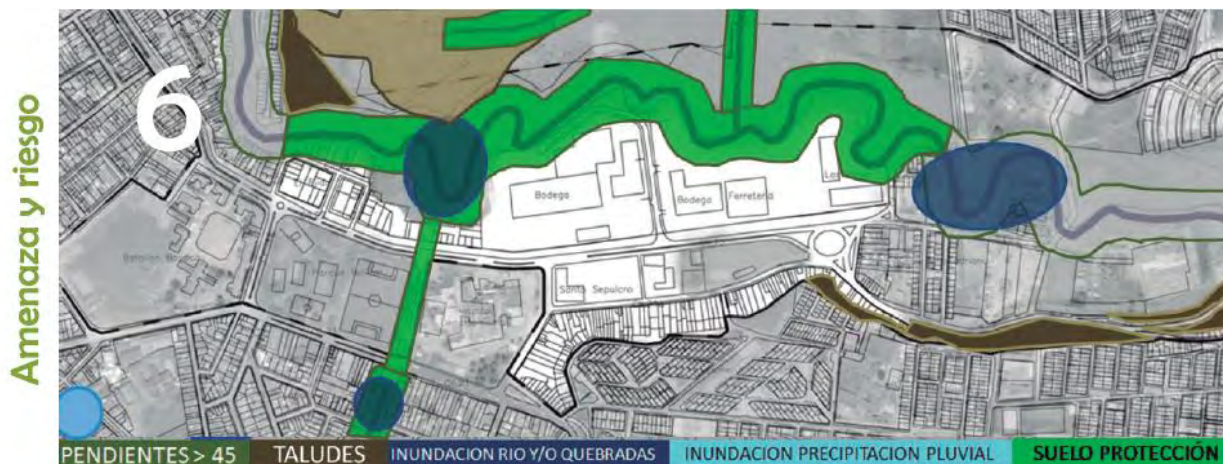 Amenaza y riesgo
6
Bodega
Bodega
Ferreteria
Santo Sepulcro
PENDIENTES > 45
TALUDES
INUNDACION RIO Y/O QUEBRADAS
INUNDACION PRECIPITACION PLUVIAL
SUELO PROTECCIÓN